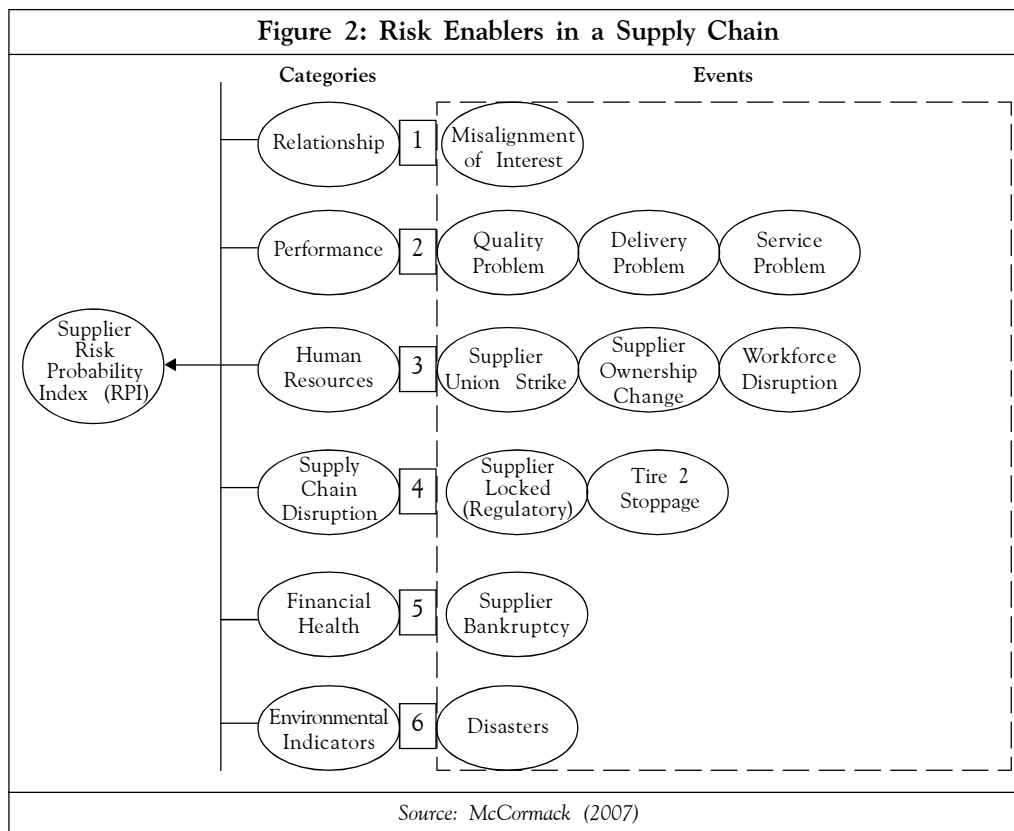 Figure 2: Risk Enablers in a Supply Chain
Categories
Events
Relationship
1
Misalignment
of Interest
Performance
2
Quality
Problem
Delivery
Problem
Service
Problem
Supplier
Risk
Probability
Index (RPI)
Human
Resources
3
Supplier
Union Strike
Supplier
Ownership
Change
Workforce
Disruption
Supply
Chain
Disruption
4
Supplier
Locked
(Regulatory)
Tire 2
Stoppage
Financial
Health
5
Supplier
Bankruptcy
Environmental
Indicators
6
Disasters
Source: McCormack (2007)